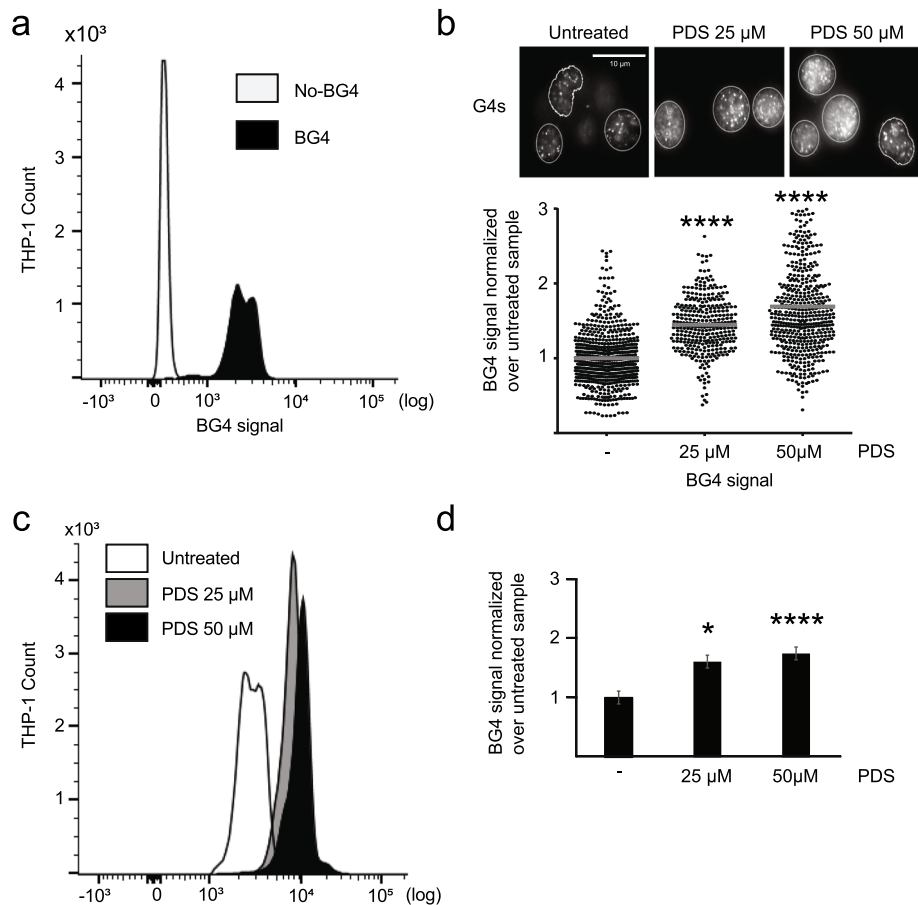 a
x10³
4
3
2
1
THP-1 Count
No-BG4
BG4
-10³ 0 10³ 10⁴ 10⁵ (log)
BG4 signal
b
Untreated PDS 25 µM PDS 50 µM
10 µm
G4s
BG4 signal normalized
over untreated sample
3
2
1
****
****
- 25 µM 50µM PDS
BG4 signal
c
x10³
4
3
2
1
THP-1 Count
Untreated
PDS 25 µM
PDS 50 µM
-10³ 0 10³ 10⁴ 10⁵ (log)
d
BG4 signal normalized
over untreated sample
3
2
1
*
****
- 25 µM 50µM PDS